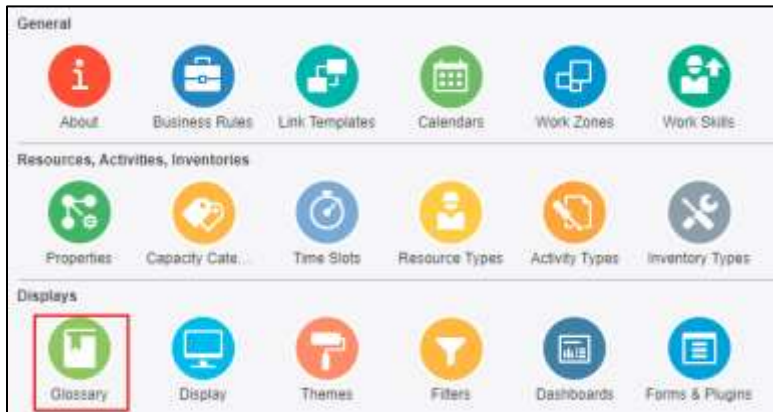 General
About Business Rules Link Templates Calendars Work Zones Work Skills
Resources, Activities, Inventories
Properties Capacity Cate... Time Slots Resource Types Activity Types Inventory Types
Displays
Glossary Display Themes Filters Dashboards Forms & Plugins